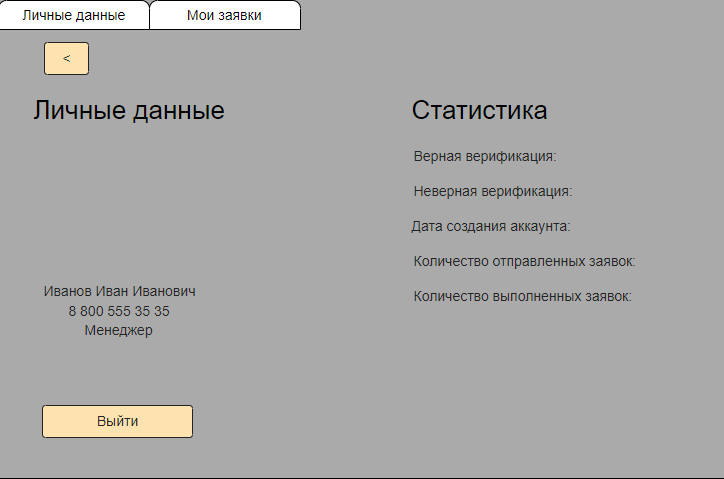 Личные данные
Мои заявки
<
Личные данные
Статистика
Верная верификация:
Неверная верификация:
Дата создания аккаунта:
Количество отправленных заявок:
Количество выполненных заявок:
Иванов Иван Иванович
8 800 555 35 35
Менеджер
Выйти